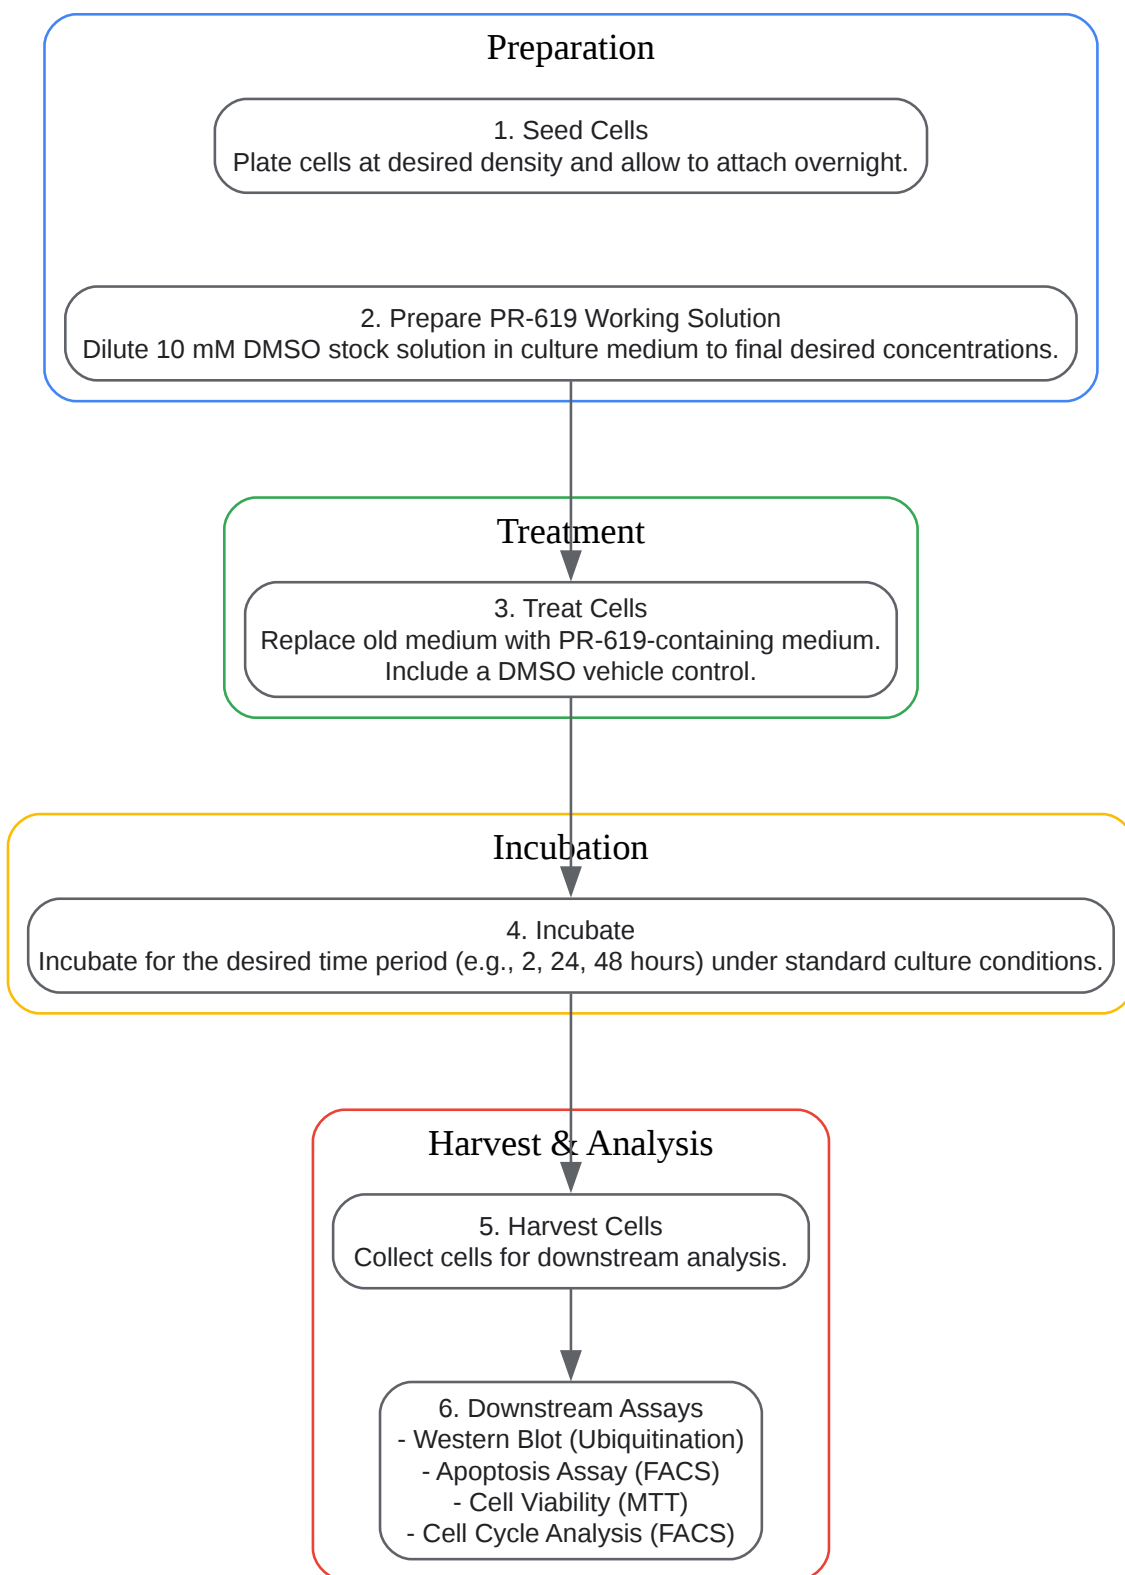 Preparation
1. Seed Cells
Plate cells at desired density and allow to attach overnight.
2. Prepare PR-619 Working Solution
Dilute 10 mM DMSO stock solution in culture medium to final desired concentrations.
Treatment
3. Treat Cells
Replace old medium with PR-619-containing medium.
Include a DMSO vehicle control.
Incubation
4. Incubate
Incubate for the desired time period (e.g., 2, 24, 48 hours) under standard culture conditions.
Harvest & Analysis
5. Harvest Cells
Collect cells for downstream analysis.
6. Downstream Assays
- Western Blot (Ubiquitination)
- Apoptosis Assay (FACS)
- Cell Viability (MTT)
- Cell Cycle Analysis (FACS)